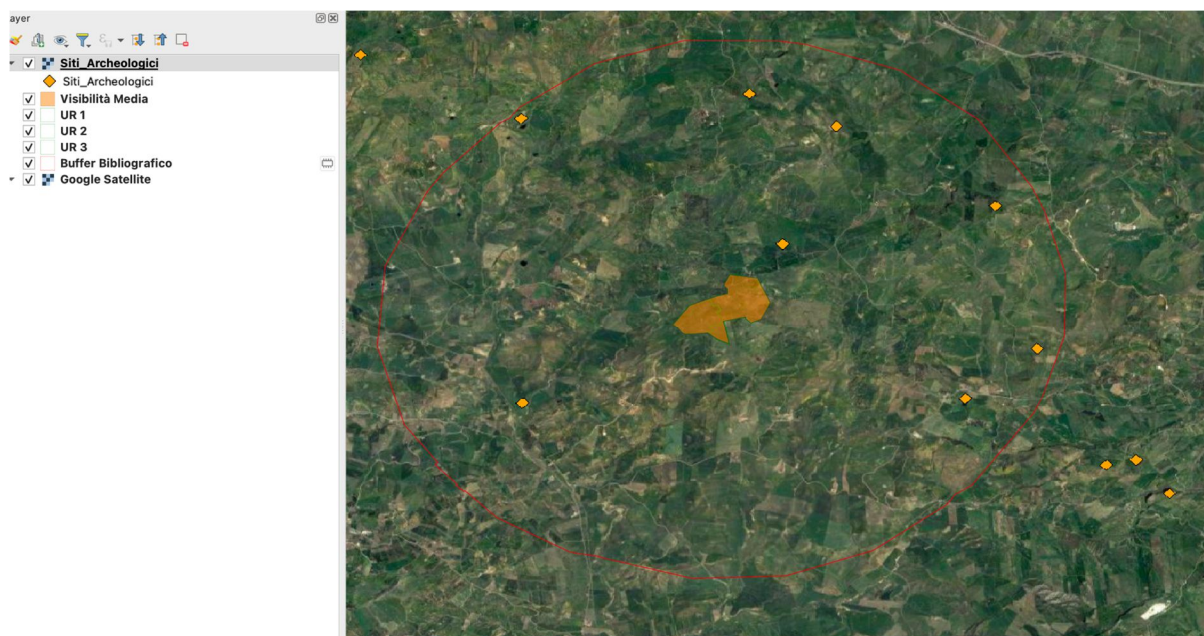 ayer
Siti_Archeologici
Siti_Archeologici
Visibilità Media
UR 1
UR 2
UR 3
Buffer Bibliografico
Google Satellite